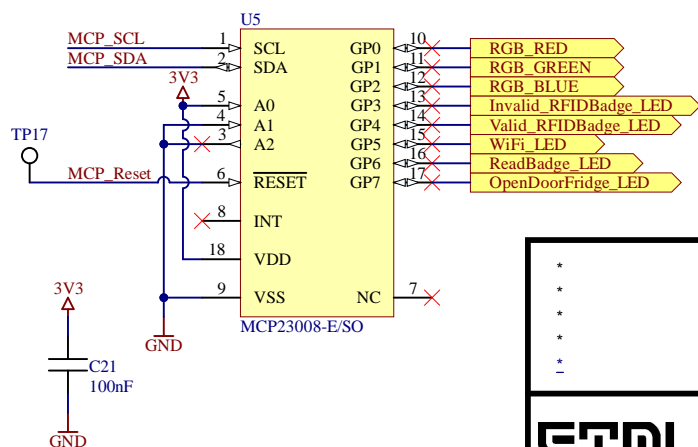 U5
MCP_SCL 1 SCL GP0 10 RGB_RED
MCP_SDA 2 SDA GP1 11 RGB_GREEN
3V3 GP2 12 RGB_BLUE
5 A0 GP3 13 Invalid_RFIDBadge_LED
4 A1 GP4 14 Valid_RFIDBadge_LED
TP17 3 A2 GP5 15 WiFi_LED
GP6 16 ReadBadge_LED
MCP_Reset 6 RESET GP7 17 OpenDoorFridge_LED
8 INT
18 VDD
9 VSS NC 7
MCP23008-E/SO
GND
3V3
C21
100nF
GND
*
*
*
*
*